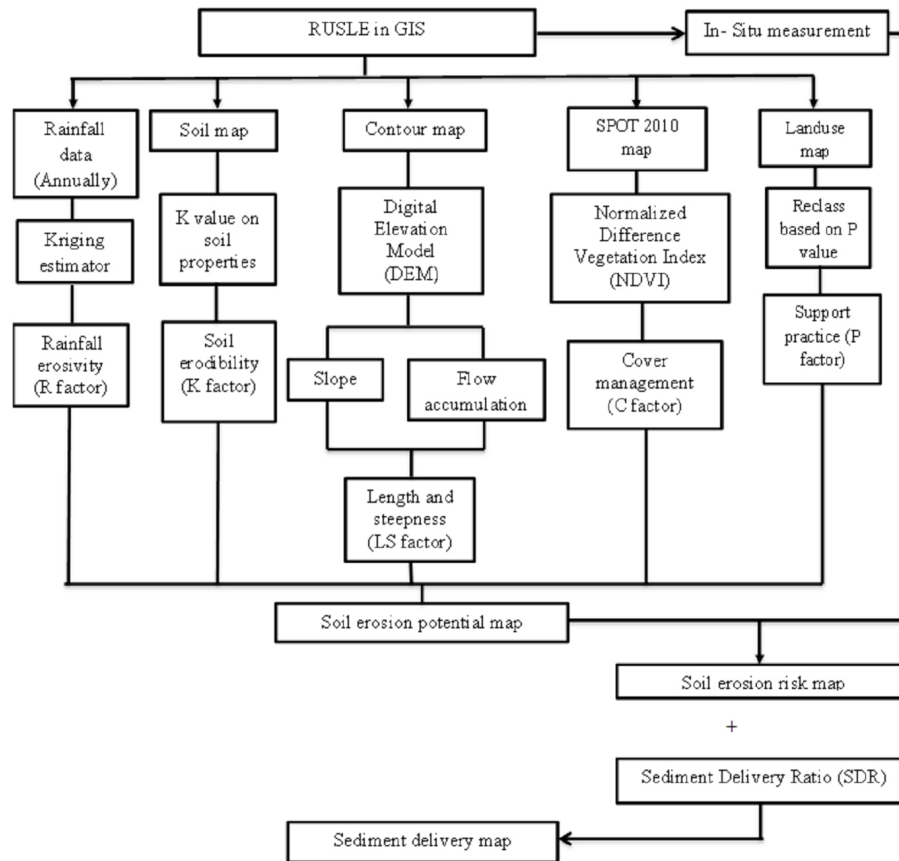 RUSLE in GIS
In- Situ measurement
Rainfall
data
(Annually)
Soil map
Contour map
SPOT 2010
map
Landuse
map
Kriging
estimator
K value on
soil
properties
Digital
Elevation
Model
(DEM)
Normalized
Difference
Vegetation Index
(NDVI)
Reclass
based on P
value
Rainfall
erosivity
(R factor)
Soil
erodibility
(K factor)
Slope
Flow
accumulation
Cover
management
(C factor)
Support
practice (P
factor)
Length and
steepness
(LS factor)
Soil erosion potential map
Soil erosion risk map
+
Sediment Delivery Ratio (SDR)
Sediment delivery map